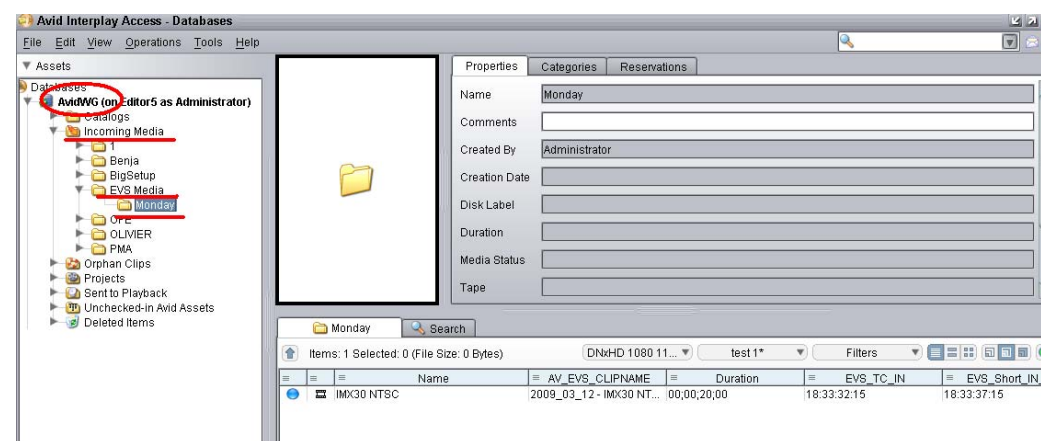 Avid Interplay Access - Databases
File Edit View Operations Tools Help
Assets
Databases
AvidWG (on Editor5 as Administrator)
Catalogs
Incoming Media
1
Benja
BigSetup
EVS Media
Monday
OPE
OLIVIER
PMA
Orphan Clips
Projects
Sent to Playback
Unchecked-in Avid Assets
Deleted Items
Properties Categories Reservations
Name Monday
Comments
Created By Administrator
Creation Date
Disk Label
Duration
Media Status
Tape
Monday Search
Items: 1 Selected: 0 (File Size: 0 Bytes) DNxHD 1080 11... test 1* Filters
Name AV_EVS_CLIPNAME Duration EVS_TC_IN EVS_Short_IN
IMX30 NTSC 2009_03_12 - IMX30 NT... 00;00;20;00 18:33:32:15 18:33:37:15